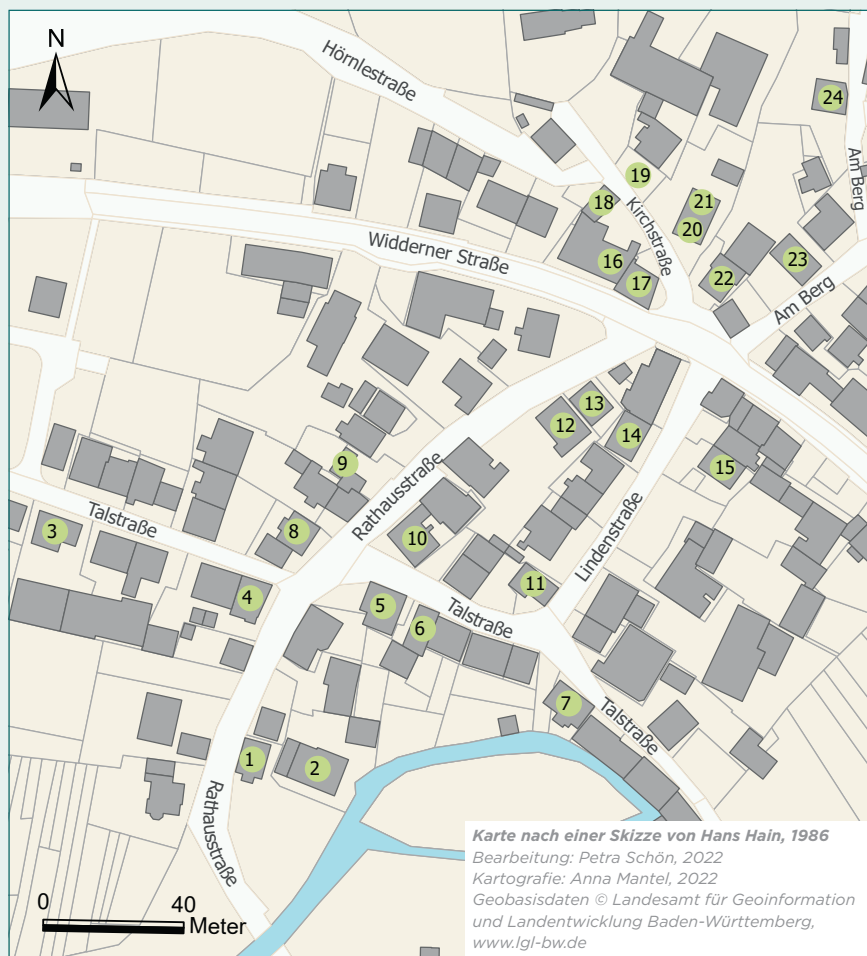 N
Hörnlestraße
24
Am Berg
19
18
21
20
Kirchstraße
Widderner Straße
16
17
22
23
Am Berg
13
12
14
15
9
Rathausstraße
Talstraße
3
8
10
Lindenstraße
11
4
5
6
Talstraße
7
Talstraße
1
2
Rathausstraße
0 40
Meter
Karte nach einer Skizze von Hans Hain, 1986
Bearbeitung: Petra Schön, 2022
Kartografie: Anna Mantel, 2022
Geobasisdaten © Landesamt für Geoinformation
und Landentwicklung Baden-Württemberg,
www.lgl-bw.de